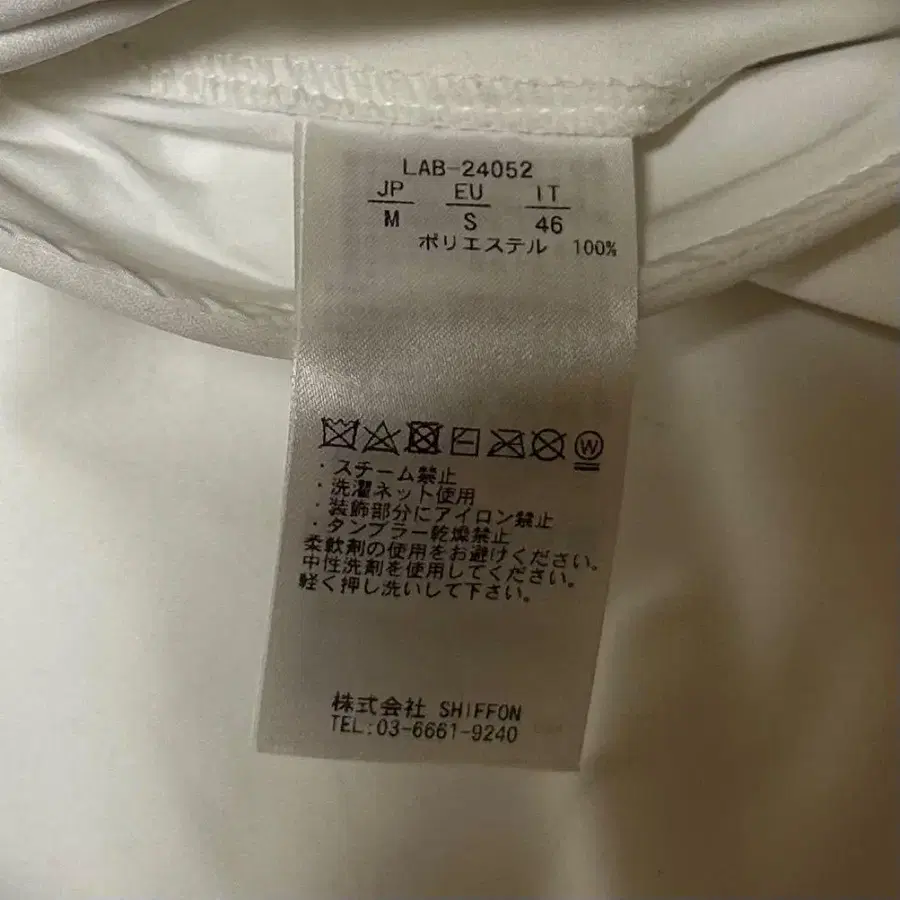 LAB-24052
JP EU IT
M S 46
ポリエステル 100%
W
・スチーム禁止
・洗濯ネット使用
・装飾部分にアイロン禁止
・タンブラー乾燥禁止
柔軟剤の使用をお避けください。
中性洗剤を使用してください。
軽く押し洗いして下さい。
株式会社 SHIFFON
TEL:03-6661-9240